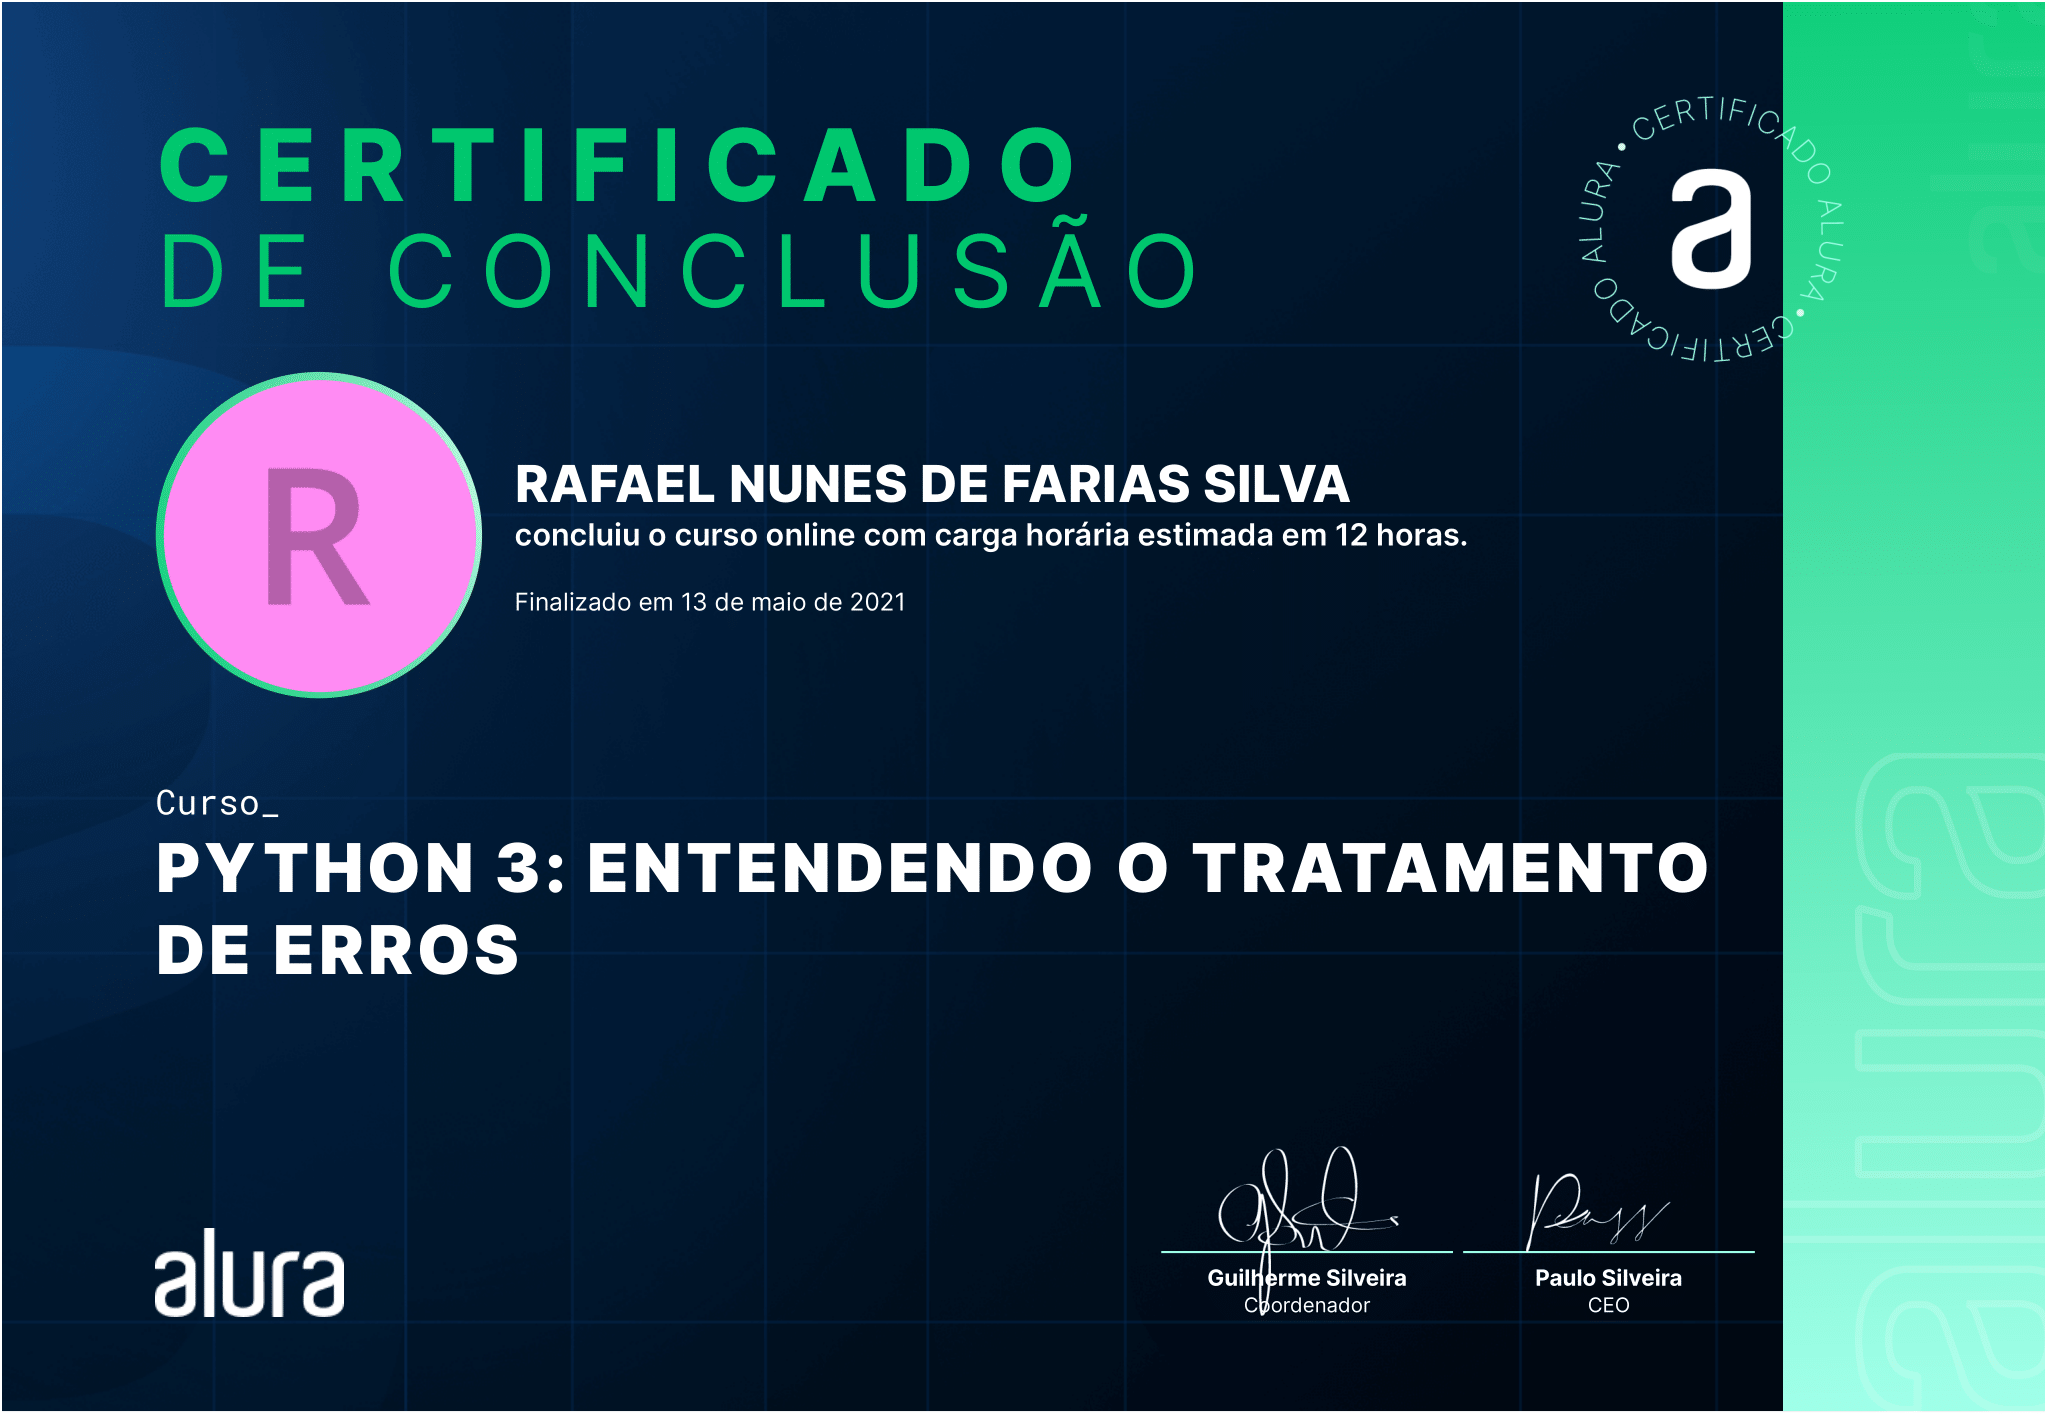 CERTIFICADO
DE CONCLUSÃO
CERTIFICADO ALURA • CERTIFICADO ALURA •
a
R
RAFAEL NUNES DE FARIAS SILVA
concluiu o curso online com carga horária estimada em 12 horas.
Finalizado em 13 de maio de 2021
Curso_
PYTHON 3: ENTENDENDO O TRATAMENTO
DE ERROS
alura
Guilherme Silveira
Coordenador
Paulo Silveira
CEO
alura
alura